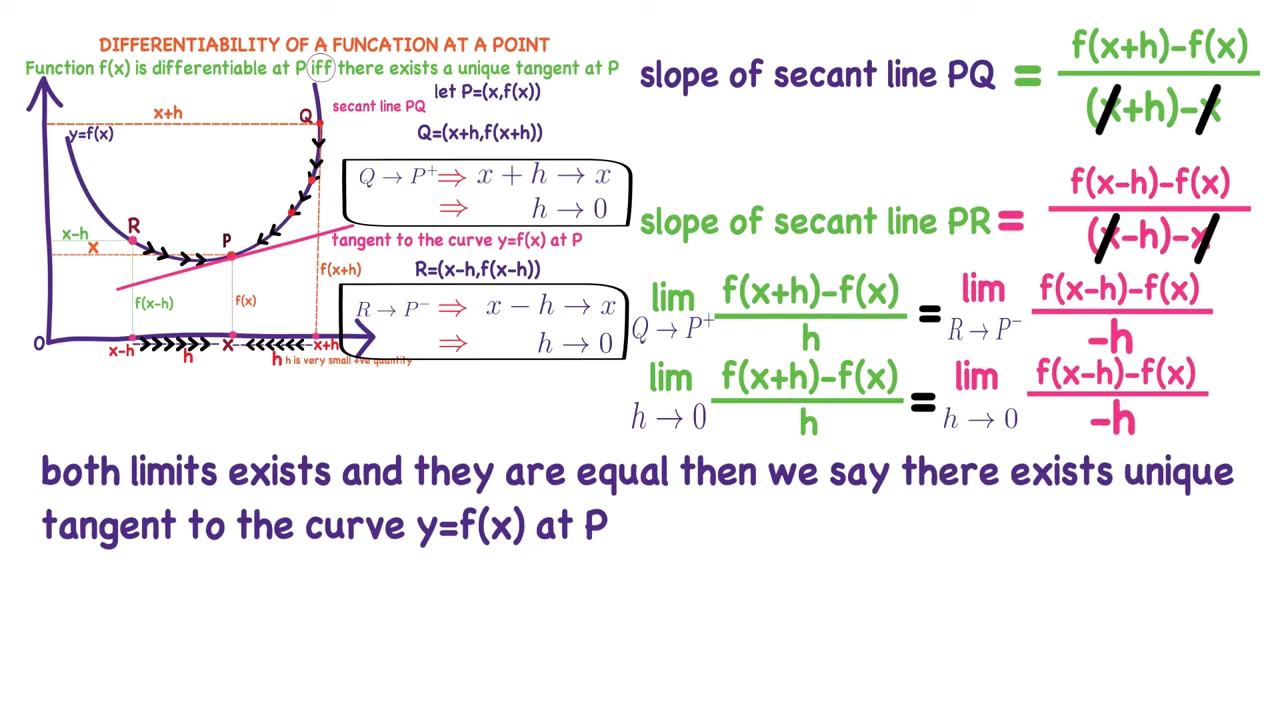 DIFFERENTIABILITY OF A FUNCATION AT A POINT
Function f(x) is differentiable at P iff there exists a unique tangent at P
let P=(x,f(x))
secant line PQ
Q
x+h
y=f(x)
Q=(x+h,f(x+h))
Q → P⁺ ⇒ x + h → x
⇒ h → 0
R
x-h
x
P
tangent to the curve y=f(x) at P
f(x+h)
R=(x-h,f(x-h))
f(x-h)
f(x)
R → P⁻ ⇒ x − h → x
⇒ h → 0
O
x-h
h
x
h
x+h
h is very small +ve quantity
slope of secant line PQ = f(x+h)-f(x) / (x+h)-x
slope of secant line PR = f(x-h)-f(x) / (x-h)-x
lim Q → P⁺ f(x+h)-f(x) / h = lim R → P⁻ f(x-h)-f(x) / -h
lim h → 0 f(x+h)-f(x) / h = lim h → 0 f(x-h)-f(x) / -h
both limits exists and they are equal then we say there exists unique
tangent to the curve y=f(x) at P